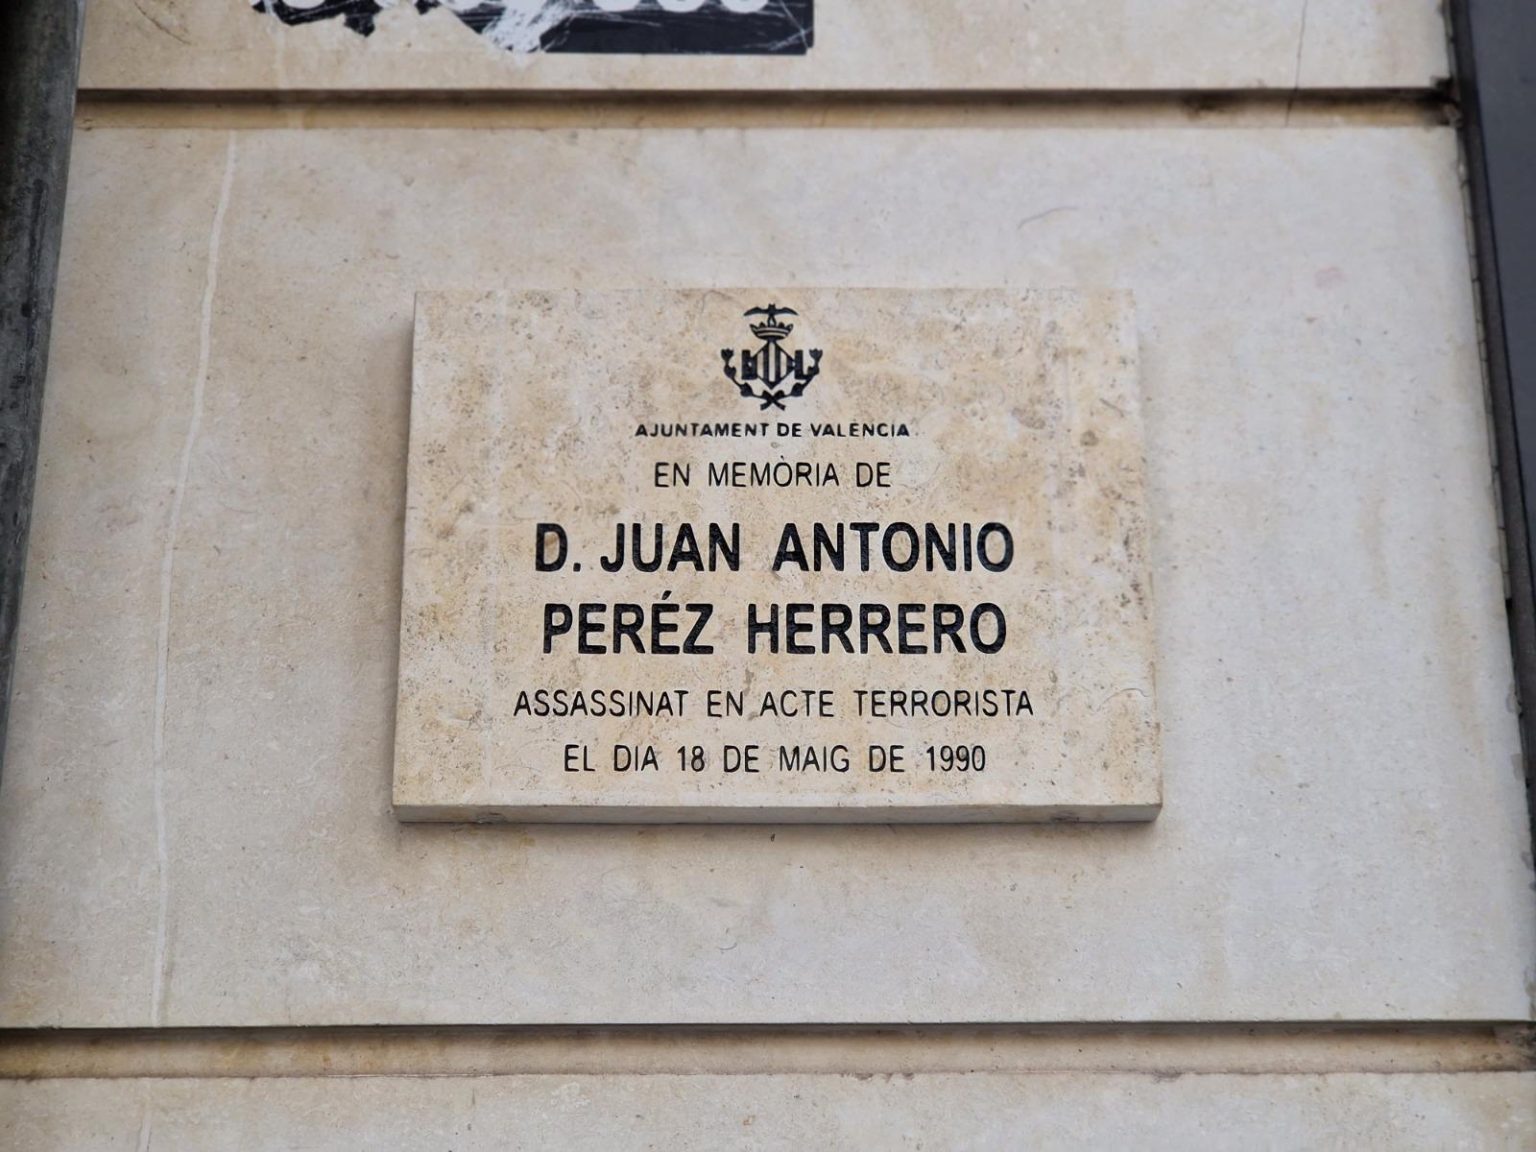 AJUNTAMENT DE VALÈNCIA
EN MEMÒRIA DE
D. JUAN ANTONIO
PERÉZ HERRERO
ASSASSINAT EN ACTE TERRORISTA
EL DIA 18 DE MAIG DE 1990